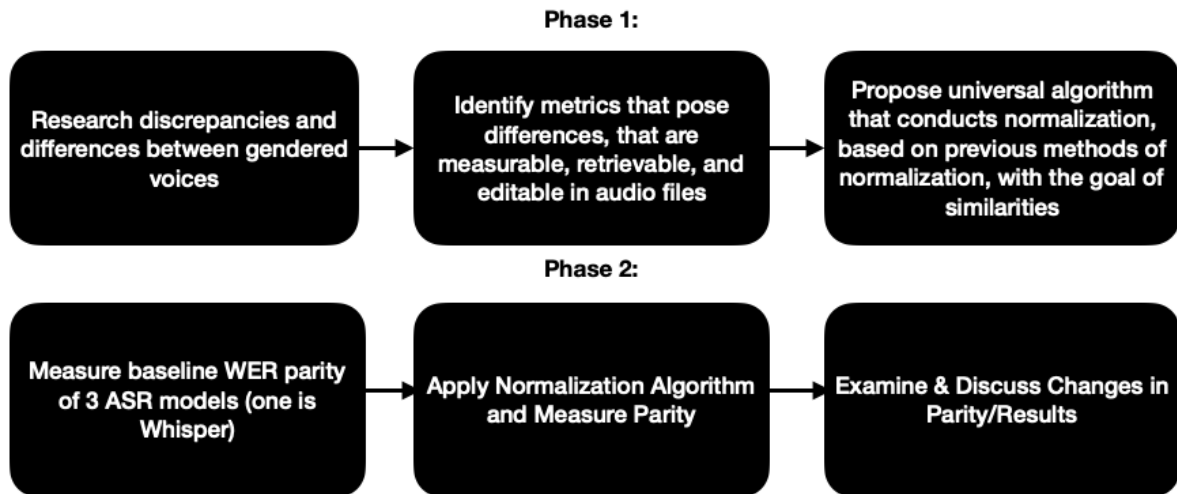 Phase 1:
Research discrepancies and
differences between gendered
voices
Identify metrics that pose
differences, that are
measurable, retrievable, and
editable in audio files
Propose universal algorithm
that conducts normalization,
based on previous methods of
normalization, with the goal of
similarities
Phase 2:
Measure baseline WER parity
of 3 ASR models (one is
Whisper)
Apply Normalization Algorithm
and Measure Parity
Examine & Discuss Changes in
Parity/Results